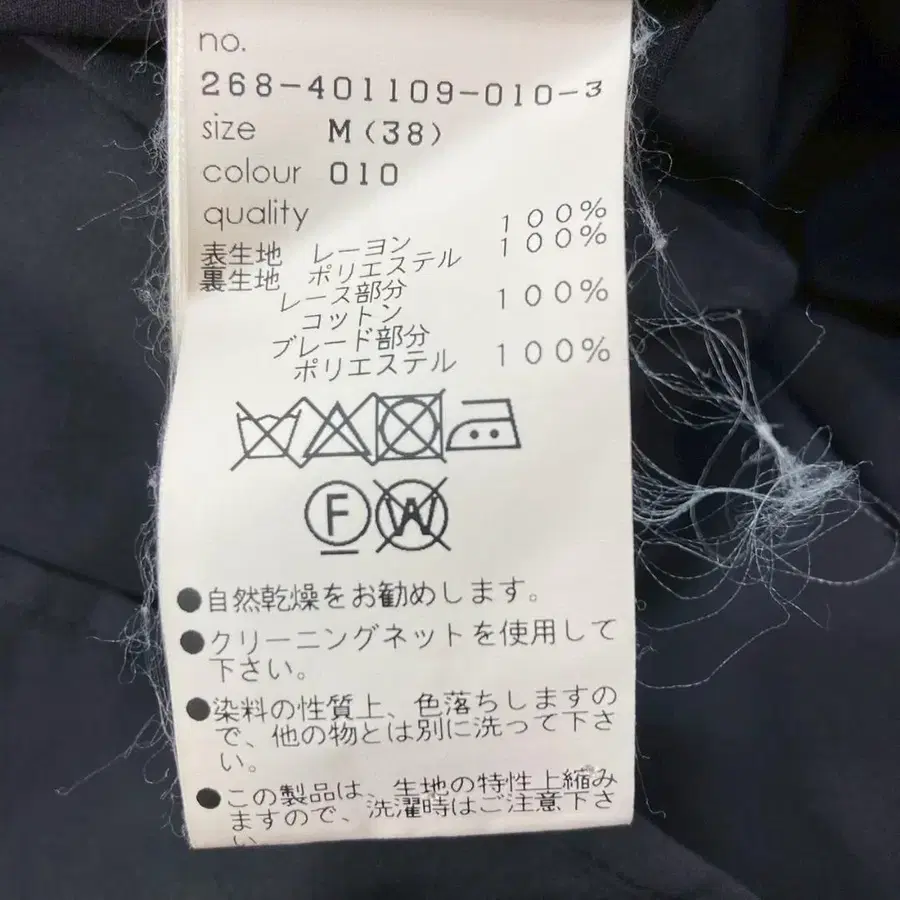 no.
268-401109-010-3
size M(38)
colour 010
quality
表生地 レーヨン 100%
裏生地 ポリエステル 100%
レース部分
コットン 100%
ブレード部分
ポリエステル 100%
F W
●自然乾燥をお勧めします。
●クリーニングネットを使用して
下さい。
●染料の性質上、色落ちしますの
で、他の物とは別に洗って下さ
い。
●この製品は、生地の特性上縮み
ますので、洗濯時はご注意下さ
い